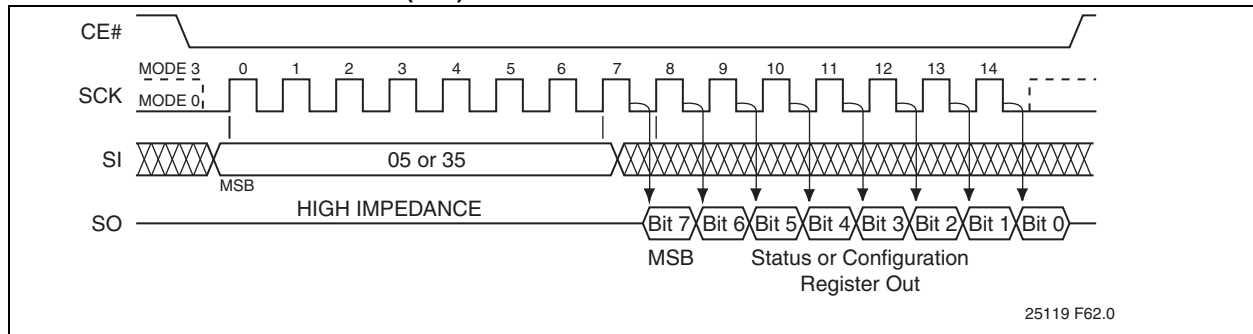 CE#
MODE 3 0 1 2 3 4 5 6 7 8 9 10 11 12 13 14
SCK
MODE 0
SI 05 or 35
MSB
HIGH IMPEDANCE
SO Bit 7 Bit 6 Bit 5 Bit 4 Bit 3 Bit 2 Bit 1 Bit 0
MSB Status or Configuration
Register Out
25119 F62.0